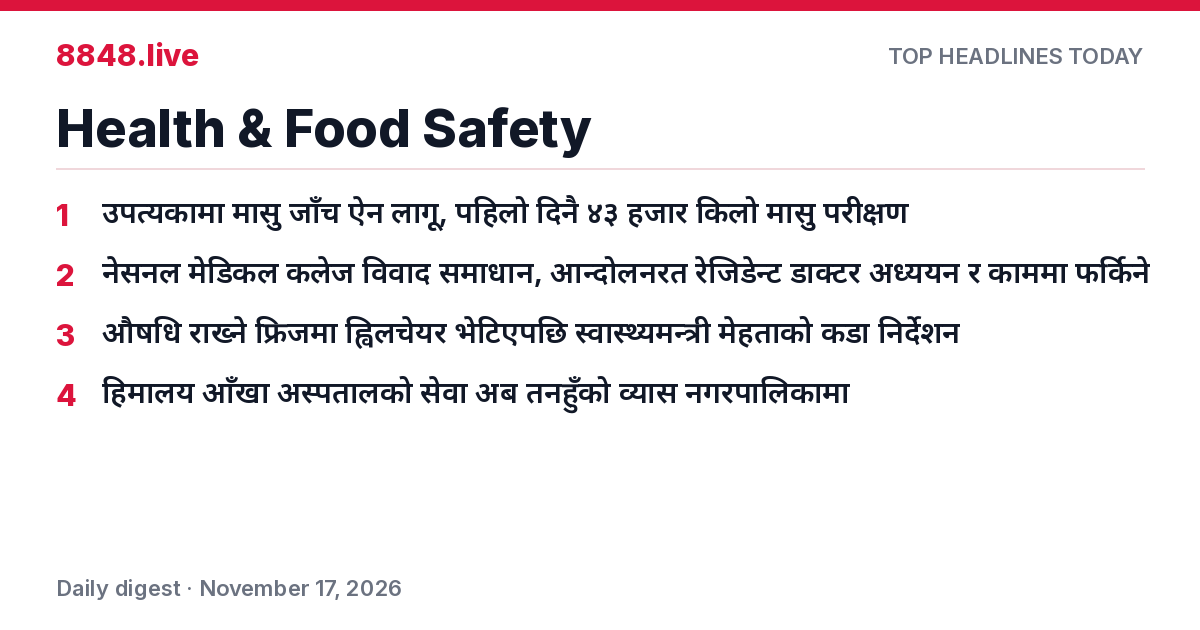 8848.live
TOP HEADLINES TODAY
Health & Food Safety
1 उपत्यकामा मासु जाँच ऐन लागू, पहिलो दिनै ४३ हजार किलो मासु परीक्षण
2 नेसनल मेडिकल कलेज विवाद समाधान, आन्दोलनरत रेजिडेन्ट डाक्टर अध्ययन र काममा फर्किने
3 औषधि राख्ने फ्रिजमा ह्विलचेयर भेटिएपछि स्वास्थ्यमन्त्री मेहताको कडा निर्देशन
4 हिमालय आँखा अस्पतालको सेवा अब तनहुँको व्यास नगरपालिकामा
Daily digest · November 17, 2026